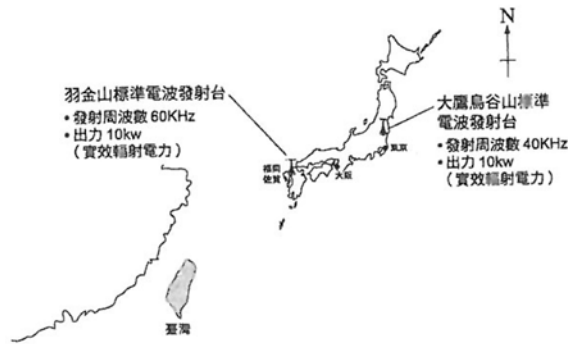 N
羽金山標準電波發射台
•發射周波數 60KHz
•出力 10kw
（實效輻射電力）
大鷹鳥谷山標準
電波發射台
•發射周波數 40KHz
•出力 10kw
（實效輻射電力）
福岡
佐賀
大阪
東京
臺灣